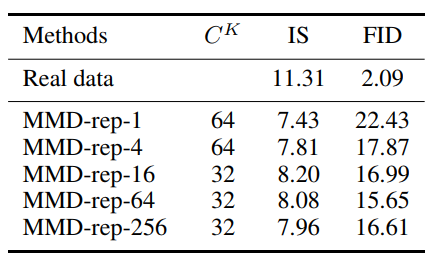 Methods C^K IS FID
Real data 11.31 2.09
MMD-rep-1 64 7.43 22.43
MMD-rep-4 64 7.81 17.87
MMD-rep-16 32 8.20 16.99
MMD-rep-64 32 8.08 15.65
MMD-rep-256 32 7.96 16.61